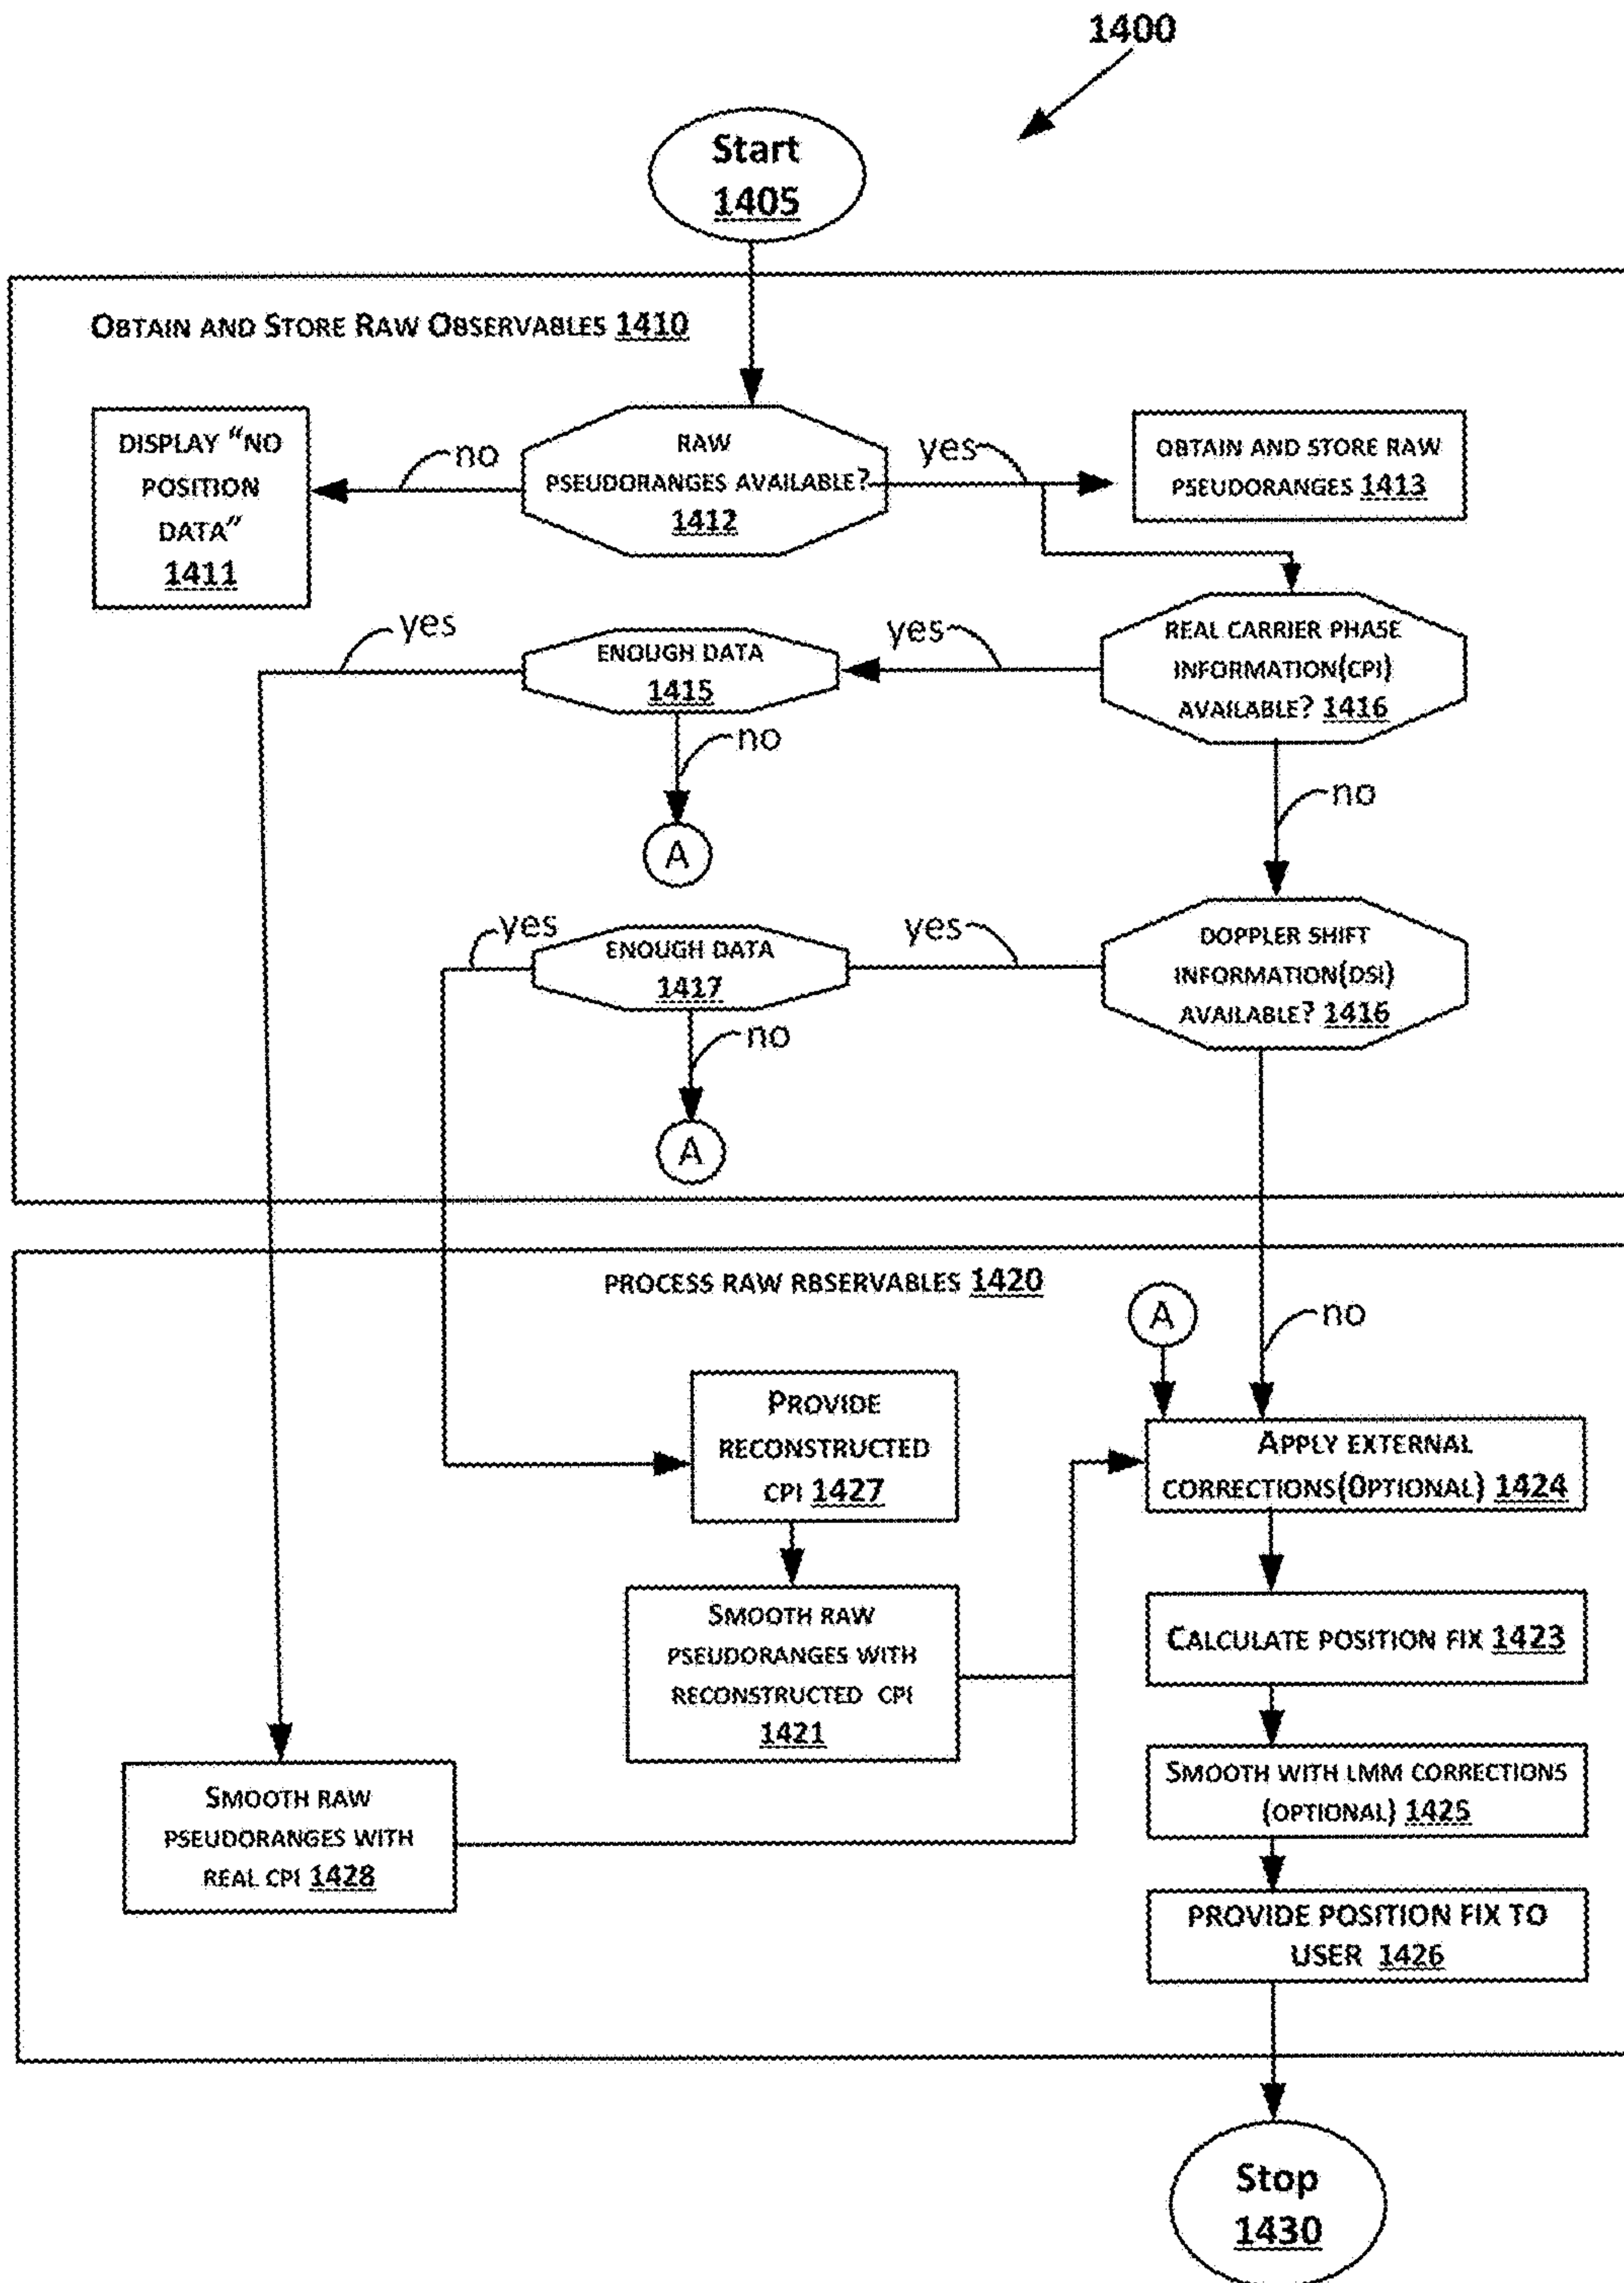 1400
Start
1405
OBTAIN AND STORE RAW OBSERVABLES 1410
DISPLAY "NO
POSITION
DATA"
1411
no
RAW
PSEUDORANGES AVAILABLE?
1412
yes
OBTAIN AND STORE RAW
PSEUDORANGES 1413
yes
ENOUGH DATA
1415
no
A
yes
REAL CARRIER PHASE
INFORMATION(CPI)
AVAILABLE? 1416
no
yes
ENOUGH DATA
1417
no
A
yes
DOPPLER SHIFT
INFORMATION(DSI)
AVAILABLE? 1416
PROCESS RAW RBSERVABLES 1420
A
no
PROVIDE
RECONSTRUCTED
CPI 1427
APPLY EXTERNAL
CORRECTIONS(OPTIONAL) 1424
SMOOTH RAW
PSEUDORANGES WITH
RECONSTRUCTED CPI
1421
CALCULATE POSITION FIX 1423
SMOOTH RAW
PSEUDORANGES WITH
REAL CPI 1428
SMOOTH WITH LMM CORRECTIONS
(OPTIONAL) 1425
PROVIDE POSITION FIX TO
USER 1426
Stop
1430